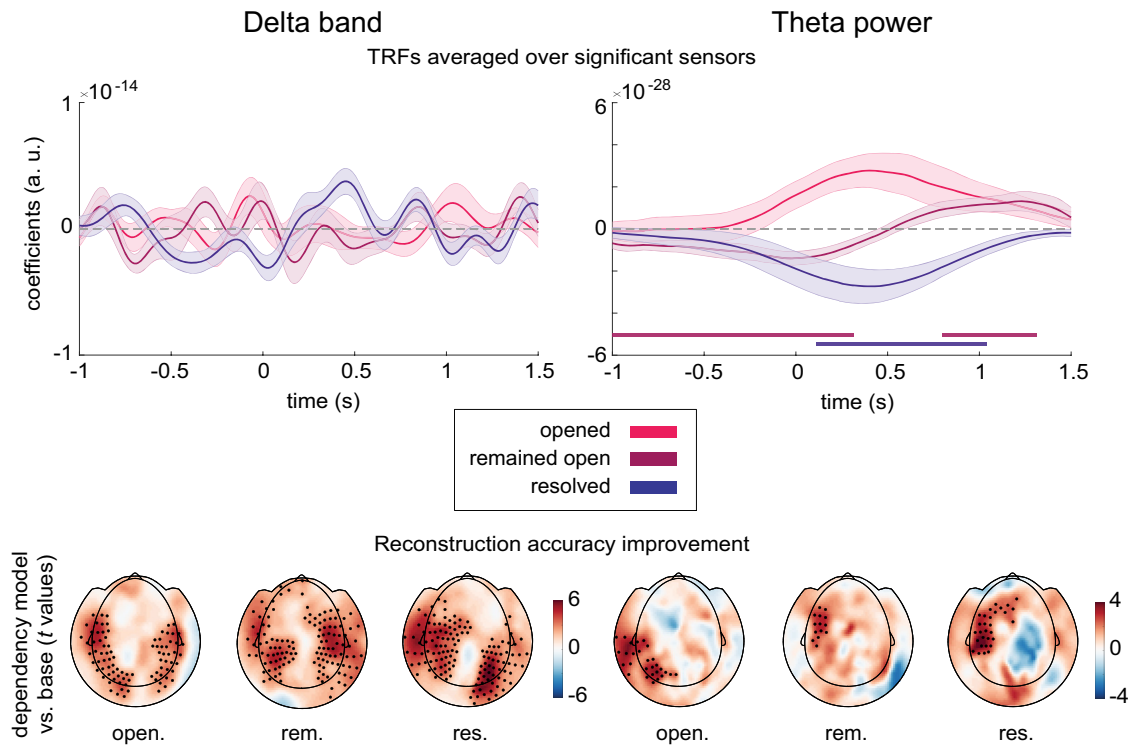 Delta band
Theta power
TRFs averaged over significant sensors
×10-14
×10-28
coefficients (a. u.)
1
0
-1
6
0
-6
-1 -0.5 0 0.5 1 1.5
-1 -0.5 0 0.5 1 1.5
time (s)
time (s)
opened
remained open
resolved
Reconstruction accuracy improvement
dependency model
vs. base (t values)
6
0
-6
4
0
-4
open. rem. res. open. rem. res.